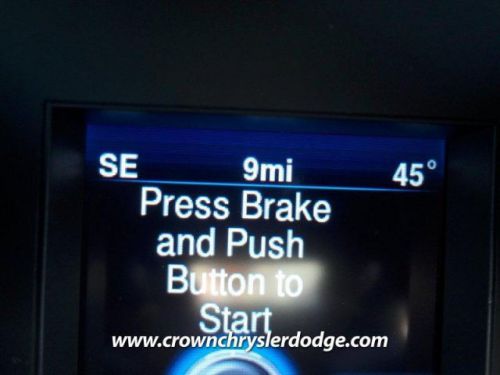 SE 9mi 45°
Press Brake
and Push
Button to
Start
www.crownchryslerdodge.com